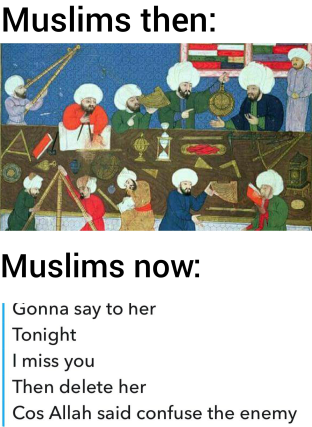 Muslims then:
Muslims now:
Gonna say to her
Tonight
I miss you
Then delete her
Cos Allah said confuse the enemy